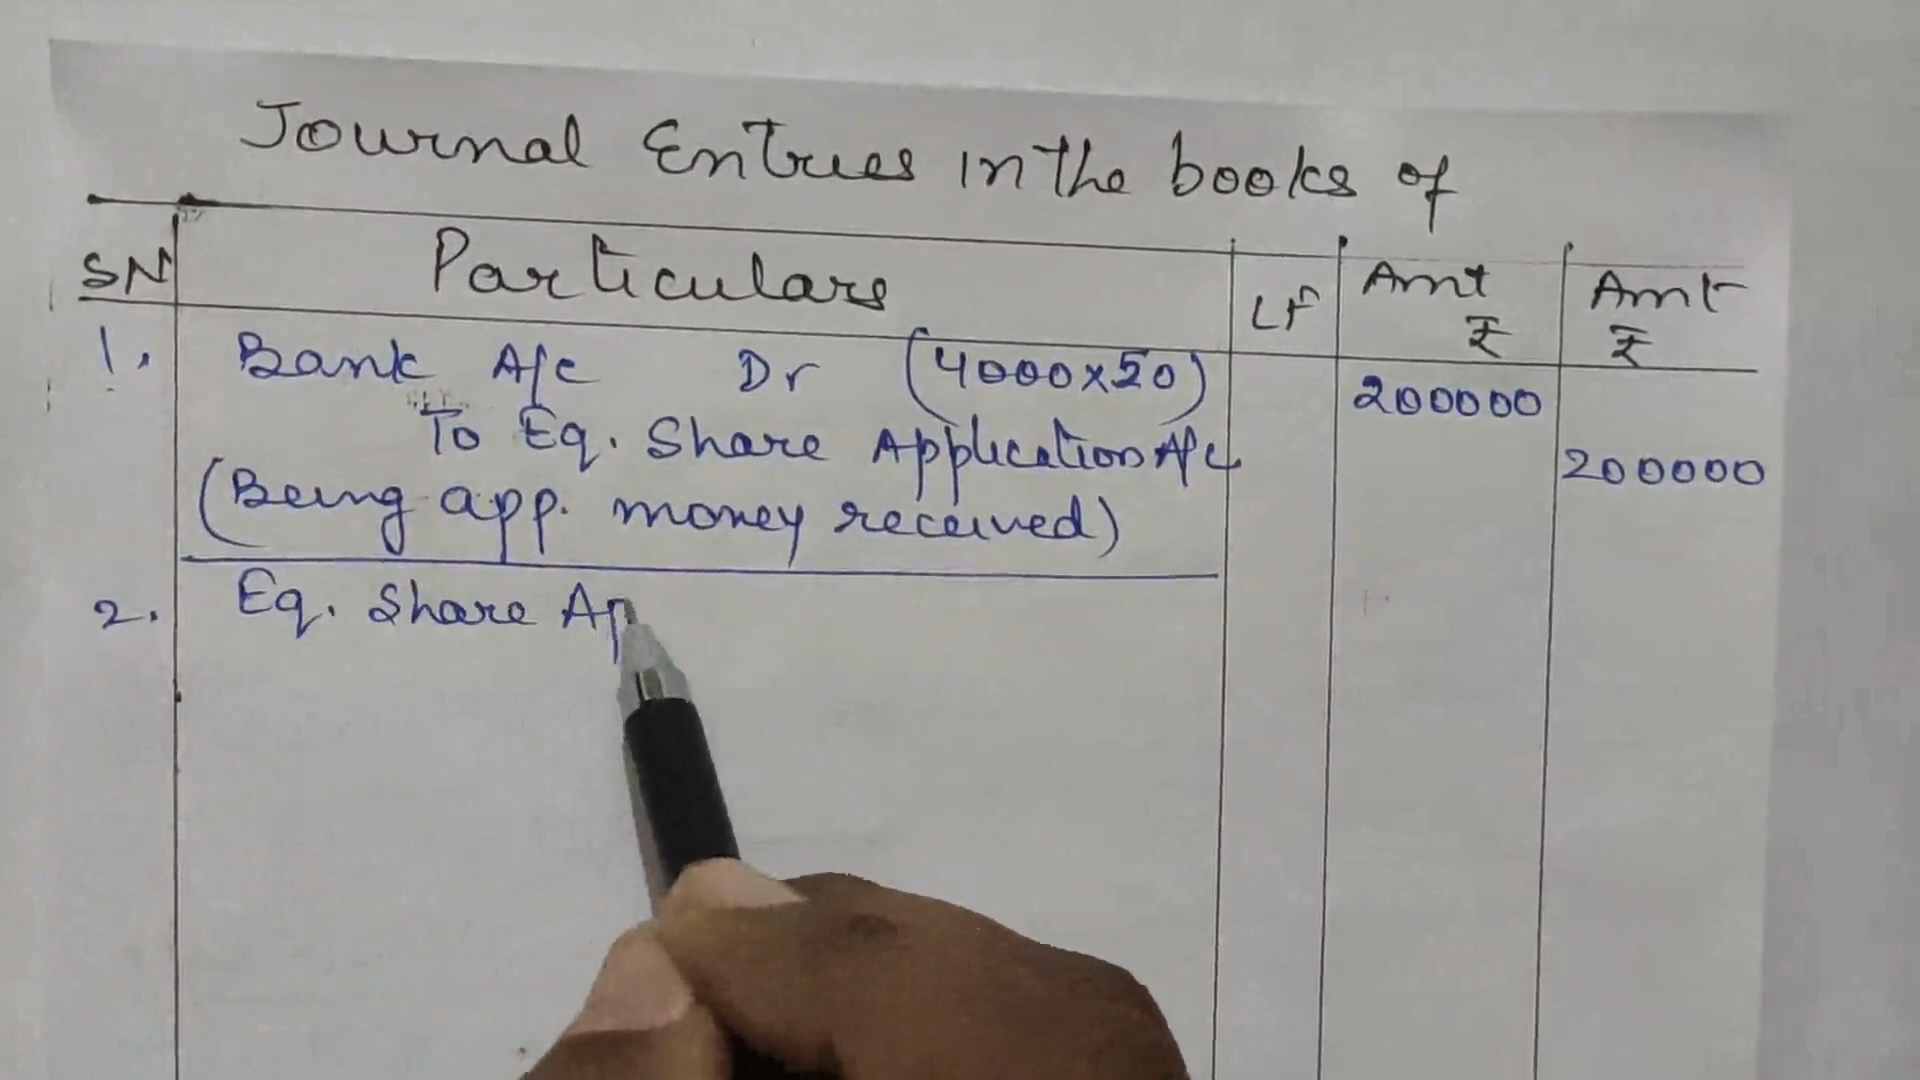 Journal Entries in the books of
SN Particulars LF Amt ₹ Amt ₹
1. Bank A/c Dr (4000x50) 200000
To Eq. Share Application A/c 200000
(Being app. money received)
2. Eq. Share Ap